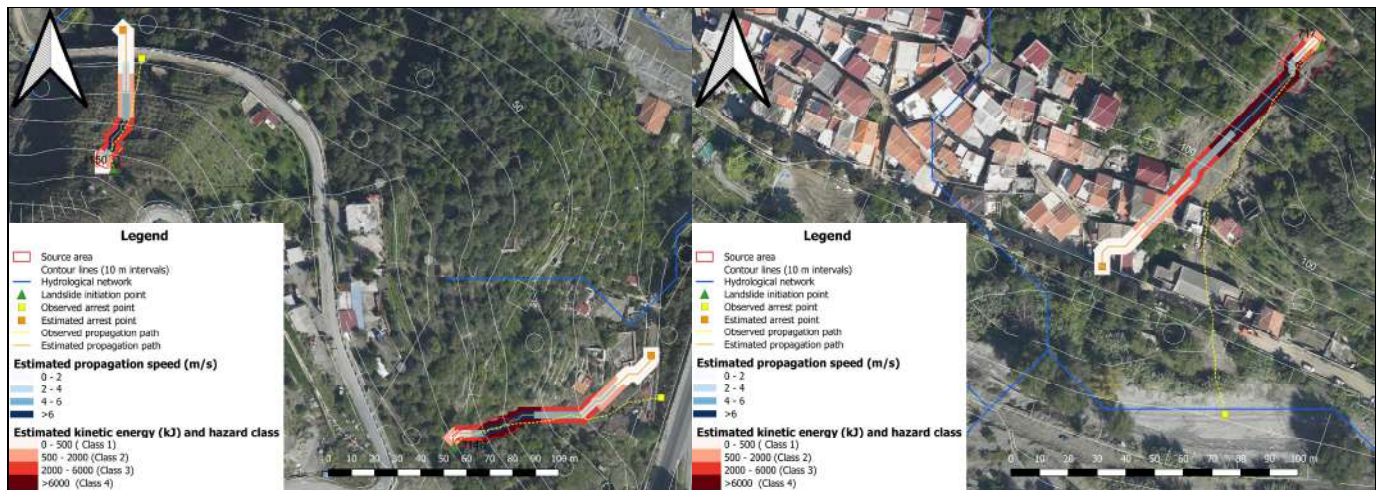 50
Legend
Source area
Contour lines (10 m intervals)
Hydrological network
Landslide initiation point
Observed arrest point
Estimated arrest point
Observed propagation path
Estimated propagation path
Estimated propagation speed (m/s)
0 - 2
2 - 4
4 - 6
>6
Estimated kinetic energy (kJ) and hazard class
0 - 500 ( Class 1)
500 - 2000 (Class 2)
2000 - 6000 (Class 3)
>6000 (Class 4)
0 10 20 30 40 50 60 70 80 90 100 m
100
100
Legend
Source area
Contour lines (10 m intervals)
Hydrological network
Landslide initiation point
Observed arrest point
Estimated arrest point
Observed propagation path
Estimated propagation path
Estimated propagation speed (m/s)
0 - 2
2 - 4
4 - 6
>6
Estimated kinetic energy (kJ) and hazard class
0 - 500 ( Class 1)
500 - 2000 (Class 2)
2000 - 6000 (Class 3)
>6000 (Class 4)
0 10 20 30 40 50 60 70 80 90 100 m